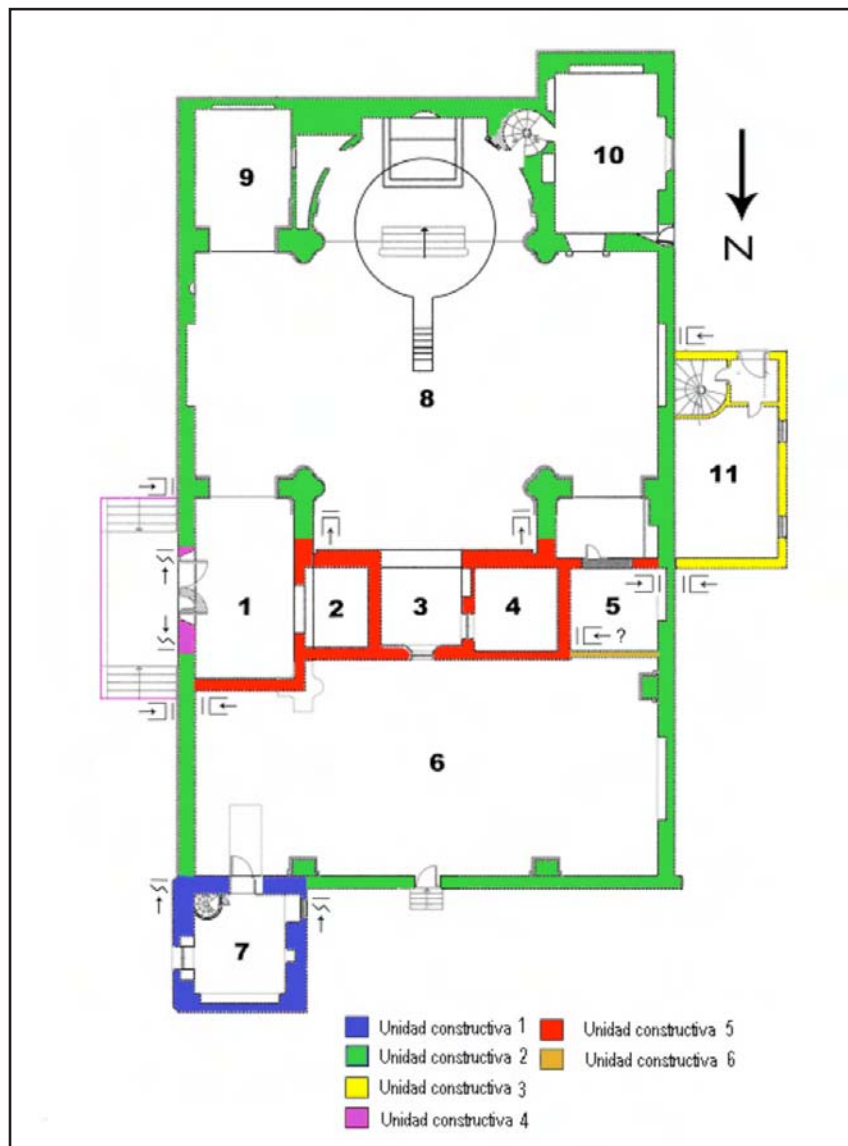 9
10
N
8
11
1
2
3
4
5
?
6
7
Unidad constructiva 1
Unidad constructiva 2
Unidad constructiva 3
Unidad constructiva 4
Unidad constructiva 5
Unidad constructiva 6